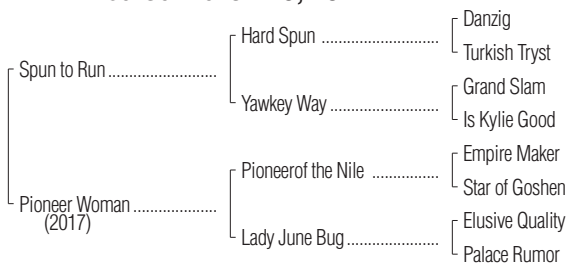 Danzig
Hard Spun
Turkish Tryst
Spun to Run
Grand Slam
Yawkey Way
Is Kylie Good
Empire Maker
Pioneerof the Nile
Star of Goshen
Pioneer Woman
(2017)
Elusive Quality
Lady June Bug
Palace Rumor